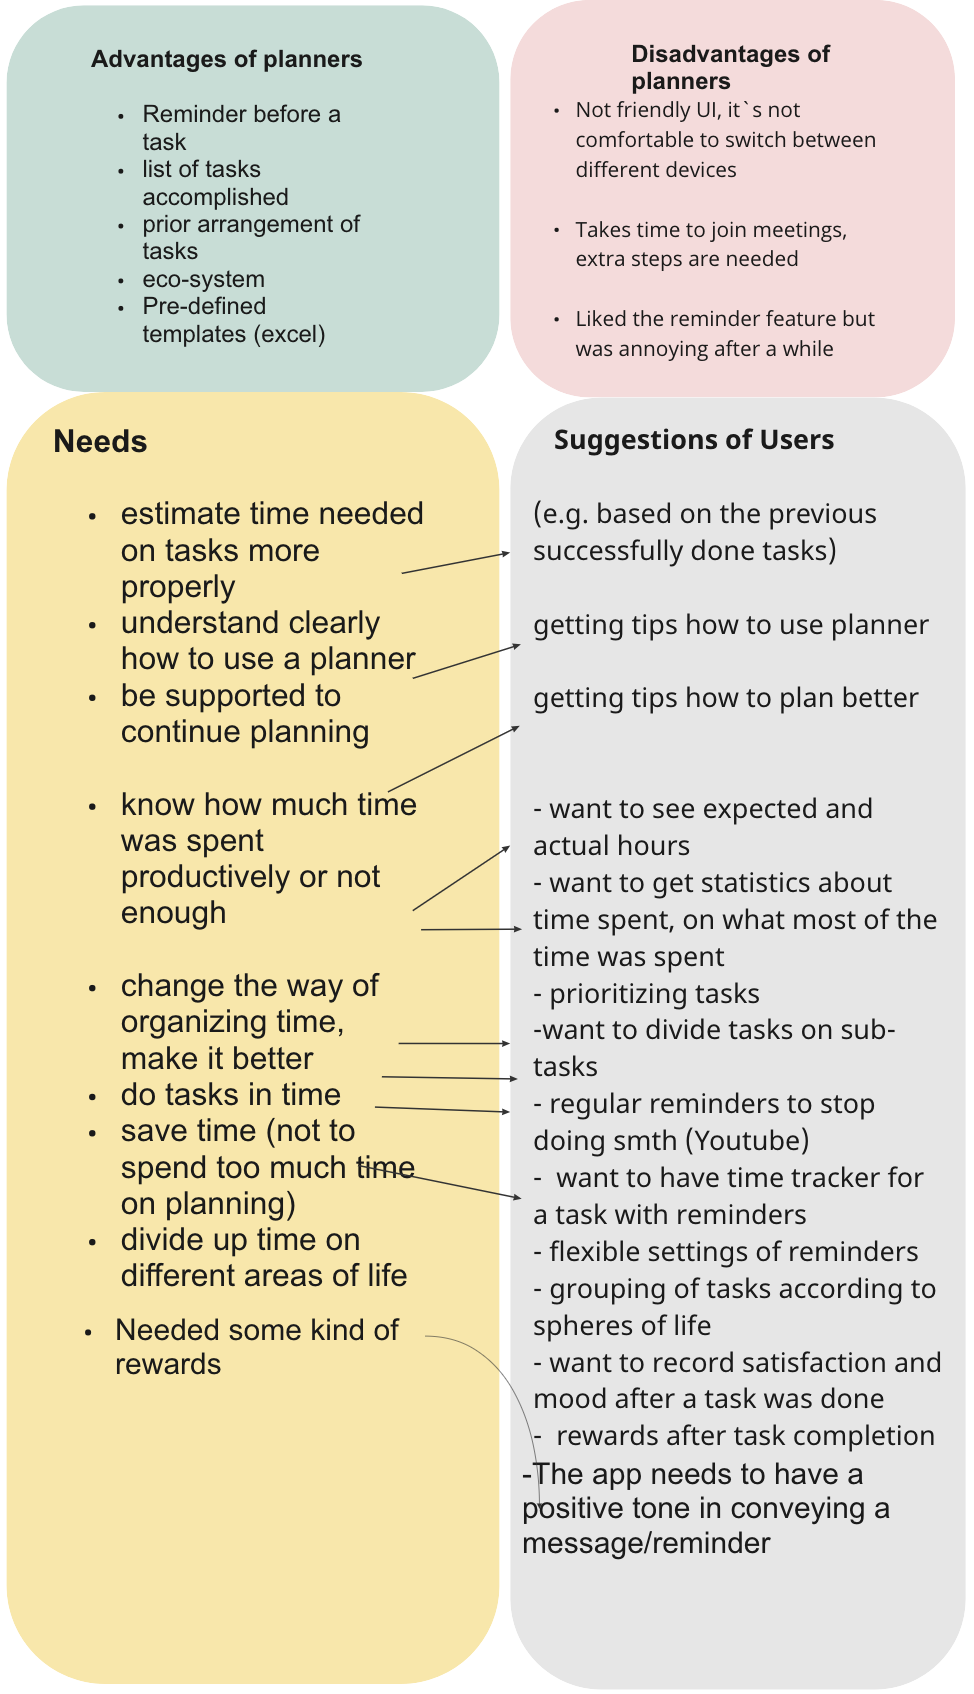 Advantages of planners
• Reminder before a
task
• list of tasks
accomplished
• prior arrangement of
tasks
• eco-system
• Pre-defined
templates (excel)
Disadvantages of
planners
• Not friendly UI, it`s not
comfortable to switch between
different devices
• Takes time to join meetings,
extra steps are needed
• Liked the reminder feature but
was annoying after a while
Needs
• estimate time needed
on tasks more
properly
• understand clearly
how to use a planner
• be supported to
continue planning
• know how much time
was spent
productively or not
enough
• change the way of
organizing time,
make it better
• do tasks in time
• save time (not to
spend too much time
on planning)
• divide up time on
different areas of life
• Needed some kind of
rewards
Suggestions of Users
(e.g. based on the previous
successfully done tasks)
getting tips how to use planner
getting tips how to plan better
- want to see expected and
actual hours
- want to get statistics about
time spent, on what most of the
time was spent
- prioritizing tasks
-want to divide tasks on sub-
tasks
- regular reminders to stop
doing smth (Youtube)
-  want to have time tracker for
a task with reminders
- flexible settings of reminders
- grouping of tasks according to
spheres of life
- want to record satisfaction and
mood after a task was done
-  rewards after task completion
-The app needs to have a
positive tone in conveying a
message/reminder